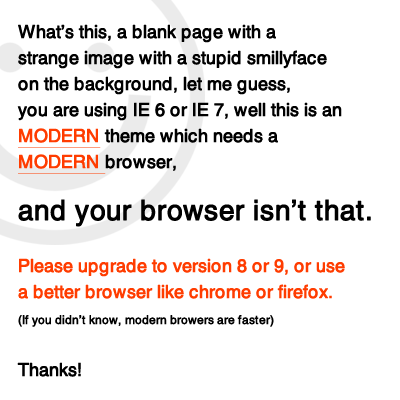 What's this, a blank page with a
strange image with a stupid smillyface
on the background, let me guess,
you are using IE 6 or IE 7, well this is an
MODERN theme which needs a
MODERN browser,
and your browser isn't that.
Please upgrade to version 8 or 9, or use
a better browser like chrome or firefox.
(If you didn't know, modern browers are faster)
Thanks!